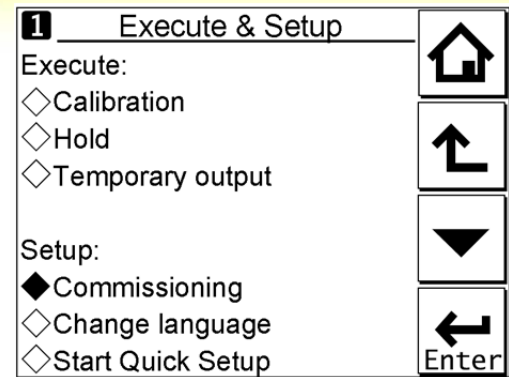 1 Execute & Setup
Execute:
Calibration
Hold
Temporary output
Setup:
Commissioning
Change language
Start Quick Setup
Enter